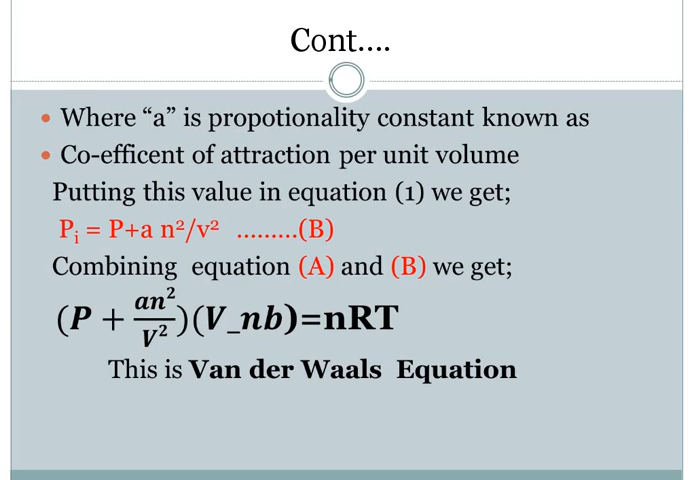 Cont....
• Where “a” is propotionality constant known as
• Co-efficent of attraction per unit volume
Putting this value in equation (1) we get;
Pᵢ = P+a n²/v² .........(B)
Combining equation (A) and (B) we get;
(P + an²/V²)(V_nb)=nRT
This is Van der Waals Equation